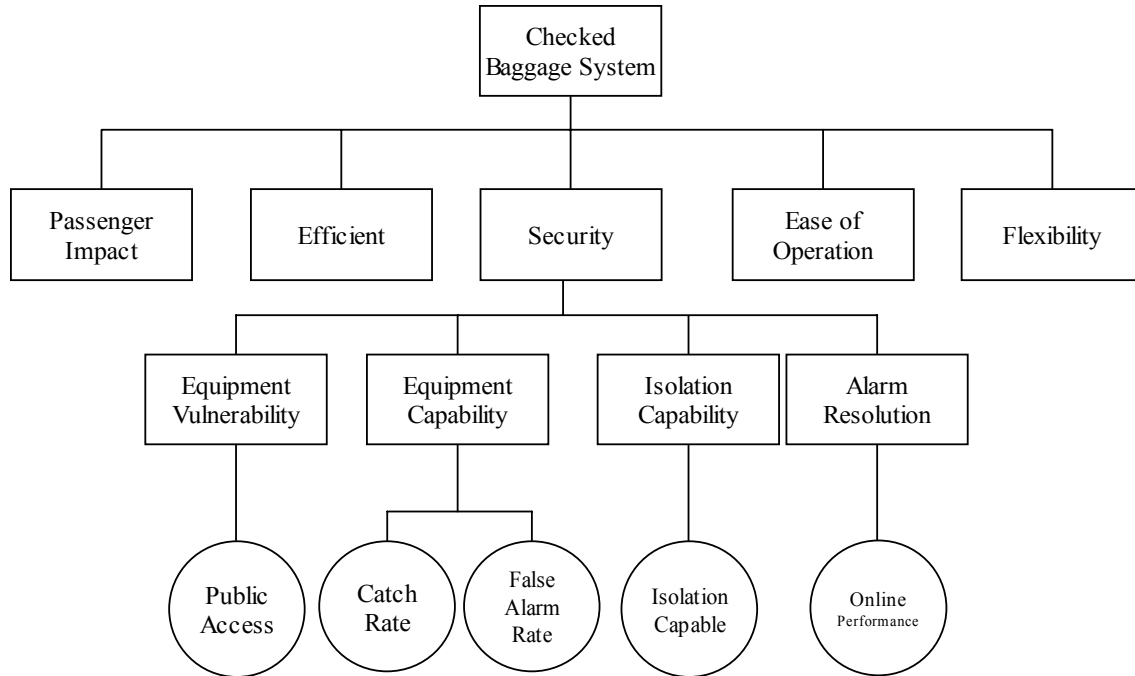 Checked
Baggage System
Passenger
Impact
Efficient
Security
Ease of
Operation
Flexibility
Equipment
Vulnerability
Equipment
Capability
Isolation
Capability
Alarm
Resolution
Public
Access
Catch
Rate
False
Alarm
Rate
Isolation
Capable
Online
Performance